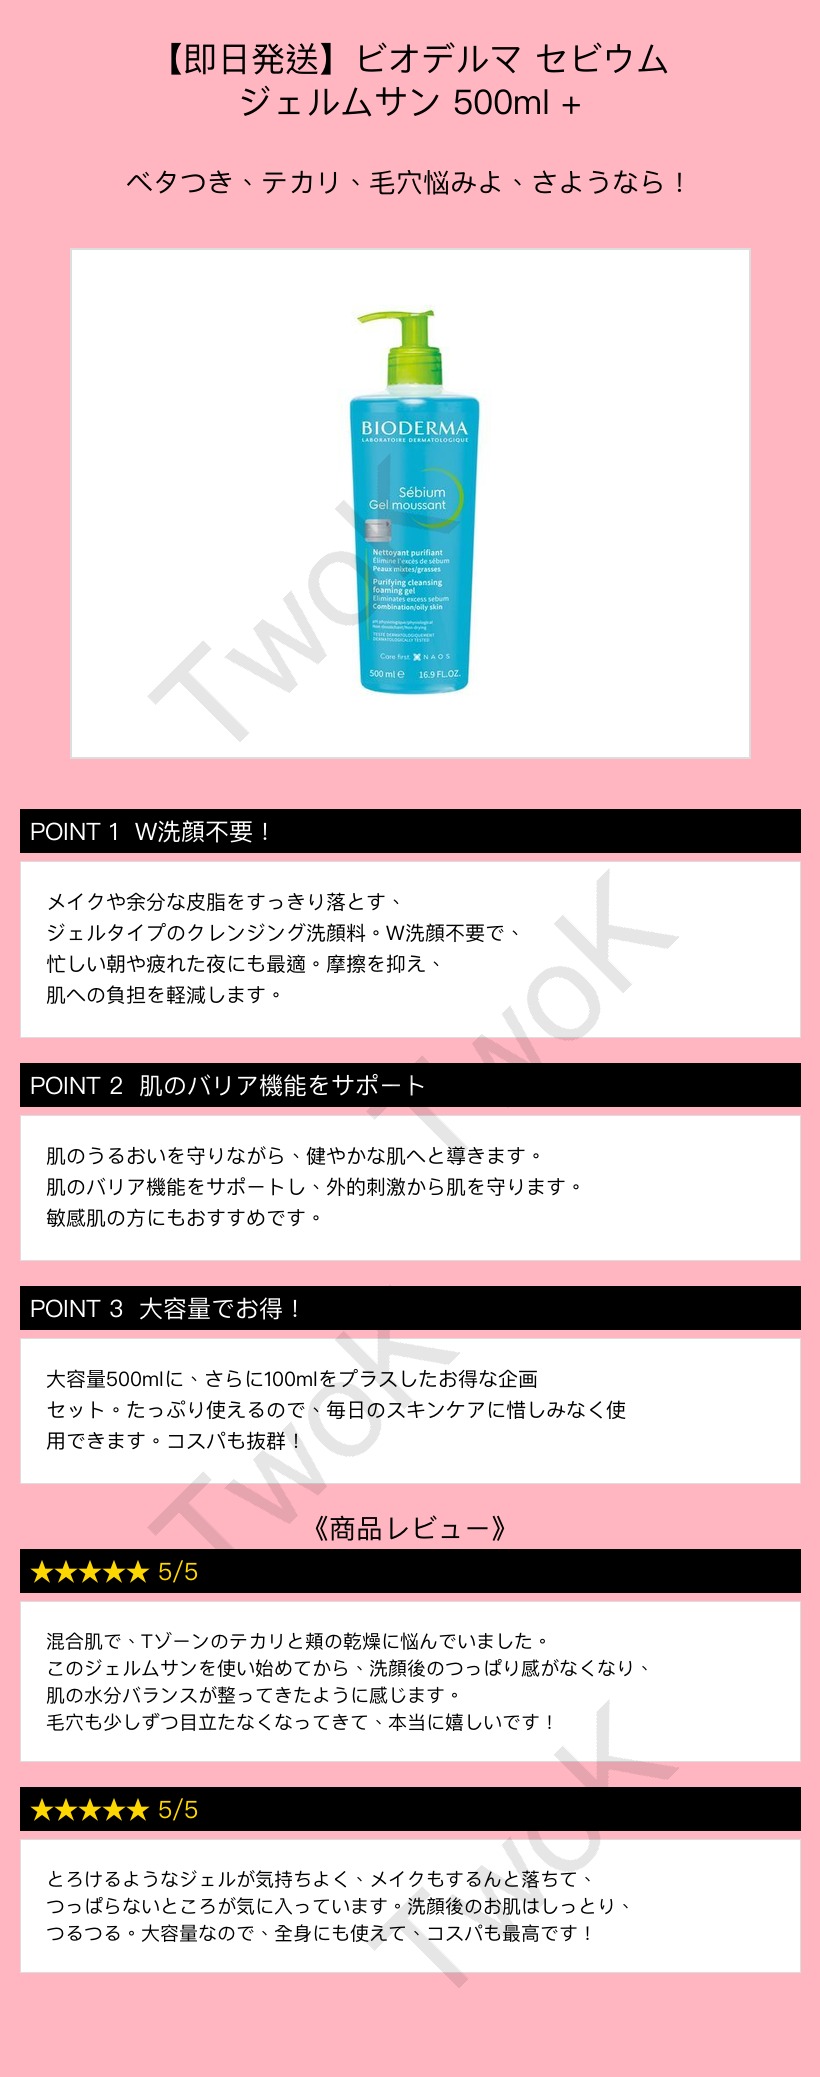 【即日発送】ビオデルマ セビウム
ジェルムサン 500ml +
ベタつき、テカリ、毛穴悩みよ、さようなら！
BIODERMA
LABORATOIRE DERMATOLOGIQUE
Sébium
Gel moussant
Nettoyant purifiant
Élimine l'excès de sébum
Peaux mixtes/grasses
Purifying cleansing
foaming gel
Eliminates excess sebum
Combination/oily skin
TESTÉ DERMATOLOGIQUEMENT
DERMATOLOGICALLY TESTED
Care first NAOS
500 ml e 16.9 FL.OZ.
TwoK
POINT 1 W洗顔不要！
メイクや余分な皮脂をすっきり落とす、
ジェルタイプのクレンジング洗顔料。W洗顔不要で、
忙しい朝や疲れた夜にも最適。摩擦を抑え、
肌への負担を軽減します。
TwoK
POINT 2 肌のバリア機能をサポート
肌のうるおいを守りながら、健やかな肌へと導きます。
肌のバリア機能をサポートし、外的刺激から肌を守ります。
敏感肌の方にもおすすめです。
POINT 3 大容量でお得！
大容量500mlに、さらに100mlをプラスしたお得な企画
セット。たっぷり使えるので、毎日のスキンケアに惜しみなく使
用できます。コスパも抜群！
TwoK
《商品レビュー》
★★★★★ 5/5
混合肌で、Tゾーンのテカリと頬の乾燥に悩んでいました。
このジェルムサンを使い始めてから、洗顔後のつっぱり感がなくなり、
肌の水分バランスが整ってきたように感じます。
毛穴も少しずつ目立たなくなってきて、本当に嬉しいです！
★★★★★ 5/5
とろけるようなジェルが気持ちよく、メイクもするんと落ちて、
つっぱらないところが気に入っています。洗顔後のお肌はしっとり、
つるつる。大容量なので、全身にも使えて、コスパも最高です！
TwoK